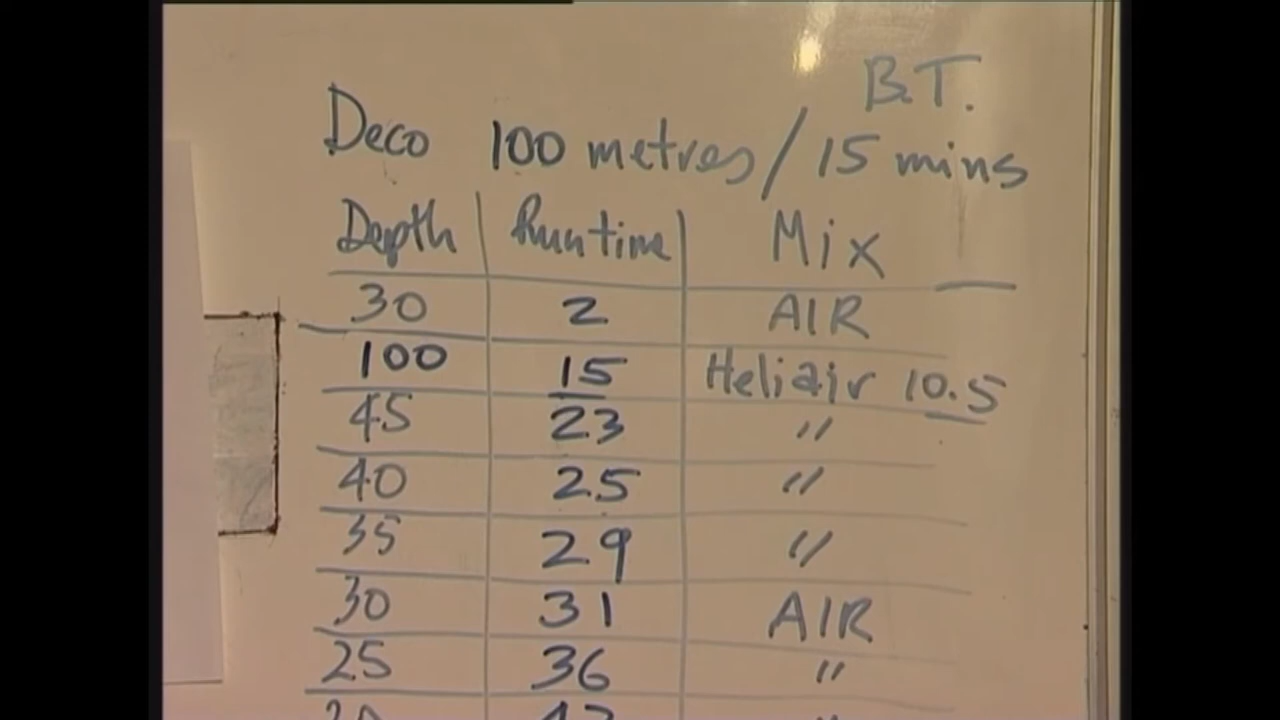 B.T.
Deco 100 metres / 15 mins
Depth Runtime Mix
30 2 AIR
100 15 Heliair 10.5
45 23 "
40 25 "
35 29 "
30 31 AIR
25 36 "